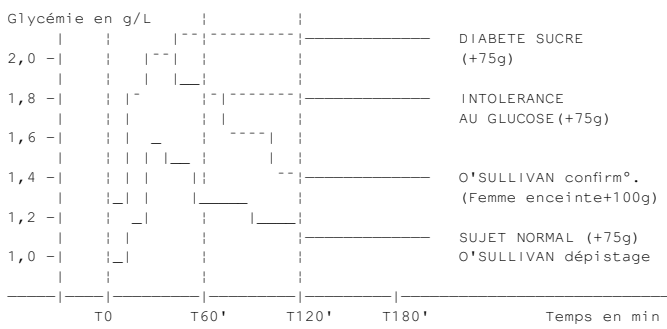 Glycémie en g/L
DIABETE SUCRE
2,0
(+75g)
1,8
INTOLERANCE
AU GLUCOSE(+75g)
1,6
1,4
O'SULLIVAN confirm°.
(Femme enceinte+100g)
1,2
SUJET NORMAL (+75g)
1,0
O'SULLIVAN dépistage
T0 T60' T120' T180' Temps en min